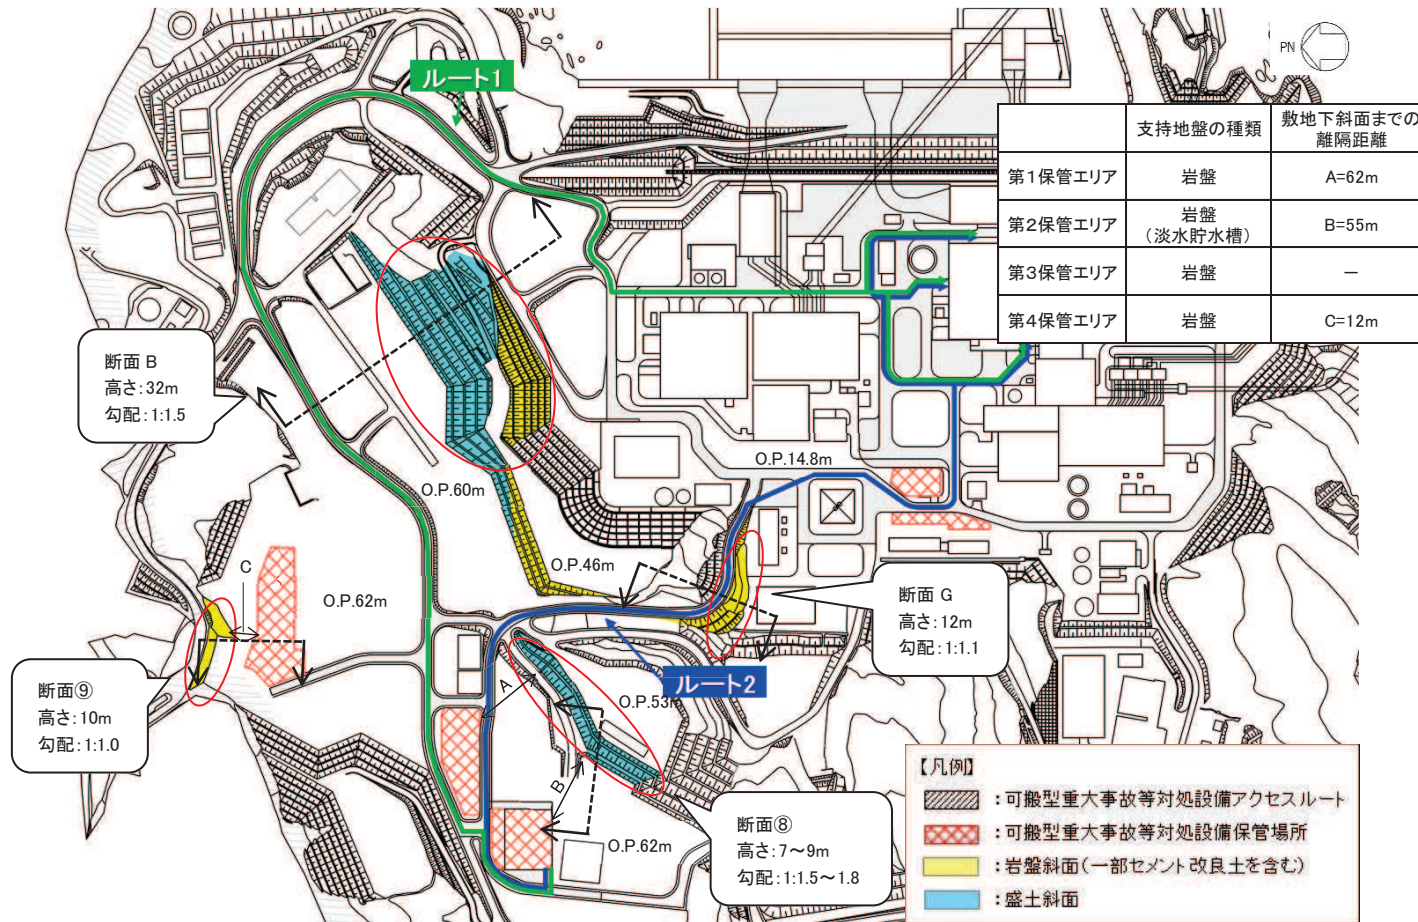 ルート1
PN
支持地盤の種類
敷地下斜面までの
離隔距離
第1保管エリア
岩盤
A=62m
第2保管エリア
岩盤
(淡水貯水槽)
B=55m
第3保管エリア
岩盤
－
第4保管エリア
岩盤
C=12m
断面 B
高さ:32m
勾配:1:1.5
O.P.14.8m
O.P.60m
O.P.46m
C
O.P.62m
断面 G
高さ:12m
勾配:1:1.1
断面⑨
高さ:10m
勾配:1:1.0
A
ルート2
O.P.53m
B
O.P.62m
断面⑧
高さ:7～9m
勾配:1:1.5～1.8
【凡例】
:可搬型重大事故等対処設備アクセスルート
:可搬型重大事故等対処設備保管場所
:岩盤斜面(一部セメント改良土を含む)
:盛土斜面